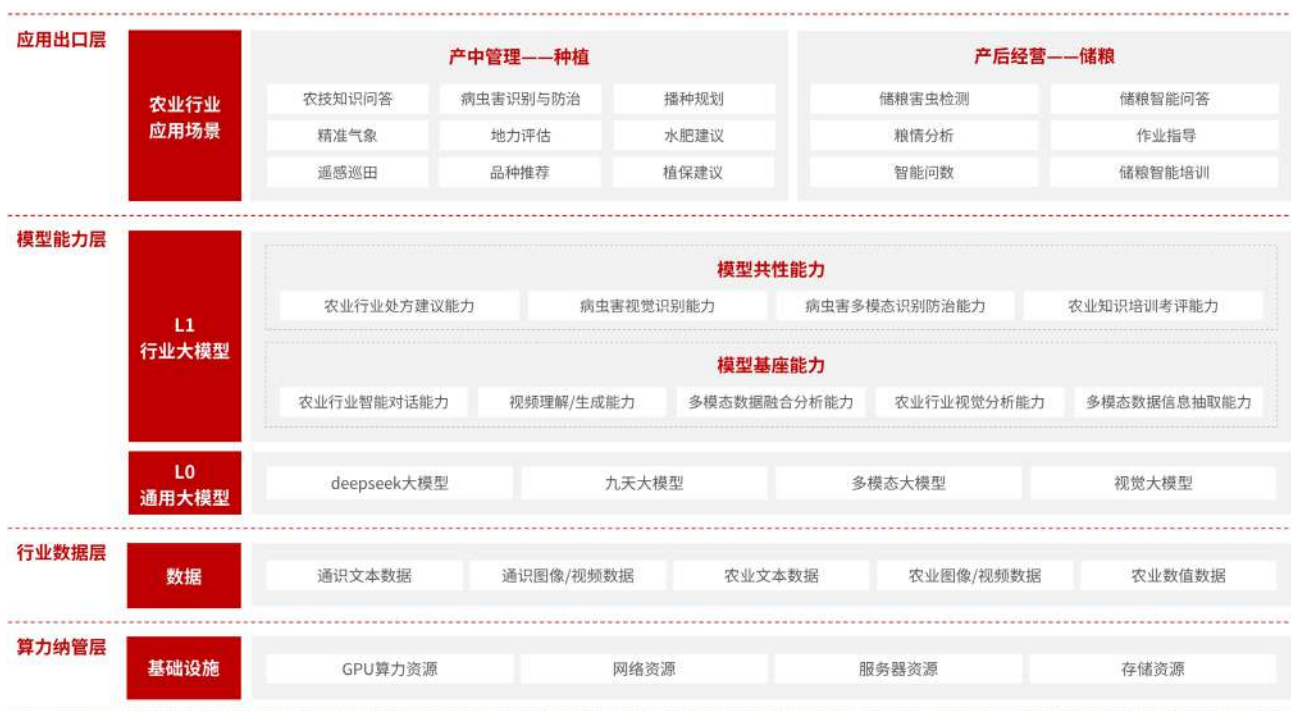 应用出口层
农业行业
应用场景
产中管理——种植
农技知识问答
病虫害识别与防治
播种规划
精准气象
地力评估
水肥建议
遥感巡田
品种推荐
植保建议
产后经营——储粮
储粮害虫检测
储粮智能问答
粮情分析
作业指导
智能问数
储粮智能培训
模型能力层
L1
行业大模型
模型共性能力
农业行业处方建议能力
病虫害视觉识别能力
病虫害多模态识别防治能力
农业知识培训考评能力
模型基座能力
农业行业智能对话能力
视频理解/生成能力
多模态数据融合分析能力
农业行业视觉分析能力
多模态数据信息抽取能力
L0
通用大模型
deepseek大模型
九天大模型
多模态大模型
视觉大模型
行业数据层
数据
通识文本数据
通识图像/视频数据
农业文本数据
农业图像/视频数据
农业数值数据
算力纳管层
基础设施
GPU算力资源
网络资源
服务器资源
存储资源